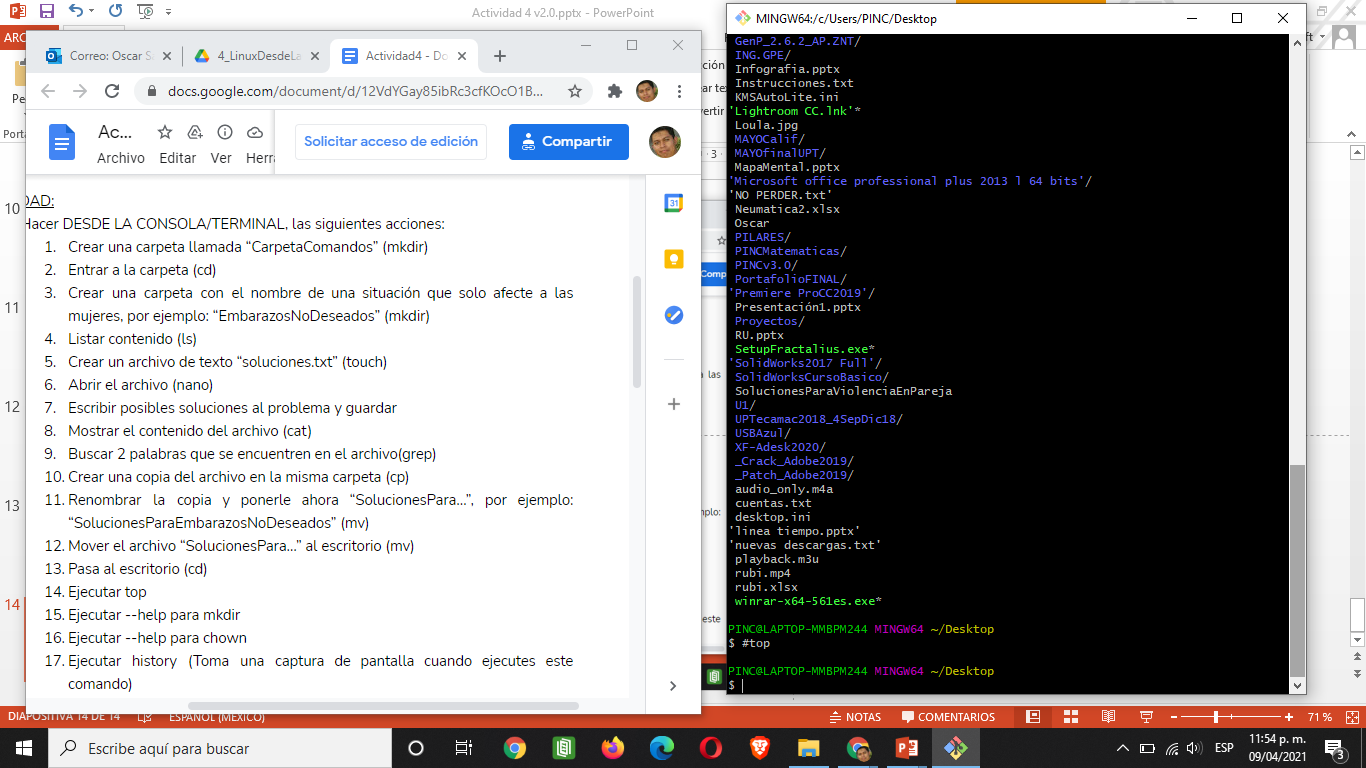 Actividad 4 v2.0.pptx - PowerPoint
Correo: Oscar Sa
4_LinuxDesdeLa
Actividad4 - Do
docs.google.com/document/d/12VdYGay85ibRc3cfKOcO1B...
Ac...
Archivo Editar Ver Herra
Solicitar acceso de edición
Compartir
DAD:
Hacer DESDE LA CONSOLA/TERMINAL, las siguientes acciones:
1. Crear una carpeta llamada “CarpetaComandos” (mkdir)
2. Entrar a la carpeta (cd)
3. Crear una carpeta con el nombre de una situación que solo afecte a las
mujeres, por ejemplo: “EmbarazosNoDeseados” (mkdir)
4. Listar contenido (ls)
5. Crear un archivo de texto “soluciones.txt” (touch)
6. Abrir el archivo (nano)
7. Escribir posibles soluciones al problema y guardar
8. Mostrar el contenido del archivo (cat)
9. Buscar 2 palabras que se encuentren en el archivo(grep)
10. Crear una copia del archivo en la misma carpeta (cp)
11. Renombrar la copia y ponerle ahora “SolucionesPara...”, por ejemplo:
“SolucionesParaEmbarazosNoDeseados” (mv)
12. Mover el archivo “SolucionesPara...” al escritorio (mv)
13. Pasa al escritorio (cd)
14. Ejecutar top
15. Ejecutar --help para mkdir
16. Ejecutar --help para chown
17. Ejecutar history (Toma una captura de pantalla cuando ejecutes este
comando)
31
10
11
12
13
14
MINGW64:/c/Users/PINC/Desktop
GenP_2.6.2_AP.ZNT/
ING.GPE/
Infografia.pptx
Instrucciones.txt
KMSAutoLite.ini
'Lightroom CC.lnk'*
Loula.jpg
MAYOCalif/
MAYOfinalUPT/
MapaMental.pptx
'Microsoft office professional plus 2013 l 64 bits'/
'NO PERDER.txt'
Neumatica2.xlsx
Oscar
PILARES/
PINCMatematicas/
PINCv3.0/
PortafolioFINAL/
'Premiere ProCC2019'/
Presentación1.pptx
Proyectos/
RU.pptx
SetupFractalius.exe*
'SolidWorks2017 Full'/
SolidWorksCursoBasico/
SolucionesParaViolenciaEnPareja
U1/
UPTecamac2018_4SepDic18/
USBAzul/
XF-Adesk2020/
_Crack_Adobe2019/
_Patch_Adobe2019/
audio_only.m4a
cuentas.txt
desktop.ini
'linea tiempo.pptx'
'nuevas descargas.txt'
playback.m3u
rubi.mp4
rubi.xlsx
winrar-x64-561es.exe*
PINC@LAPTOP-MMBPM244 MINGW64 ~/Desktop
$ #top
PINC@LAPTOP-MMBPM244 MINGW64 ~/Desktop
$
DIAPOSITIVA 14 DE 14 ESPAÑOL (MÉXICO) NOTAS COMENTARIOS 71 %
Escribe aquí para buscar
ESP
11:54 p. m.
09/04/2021
3